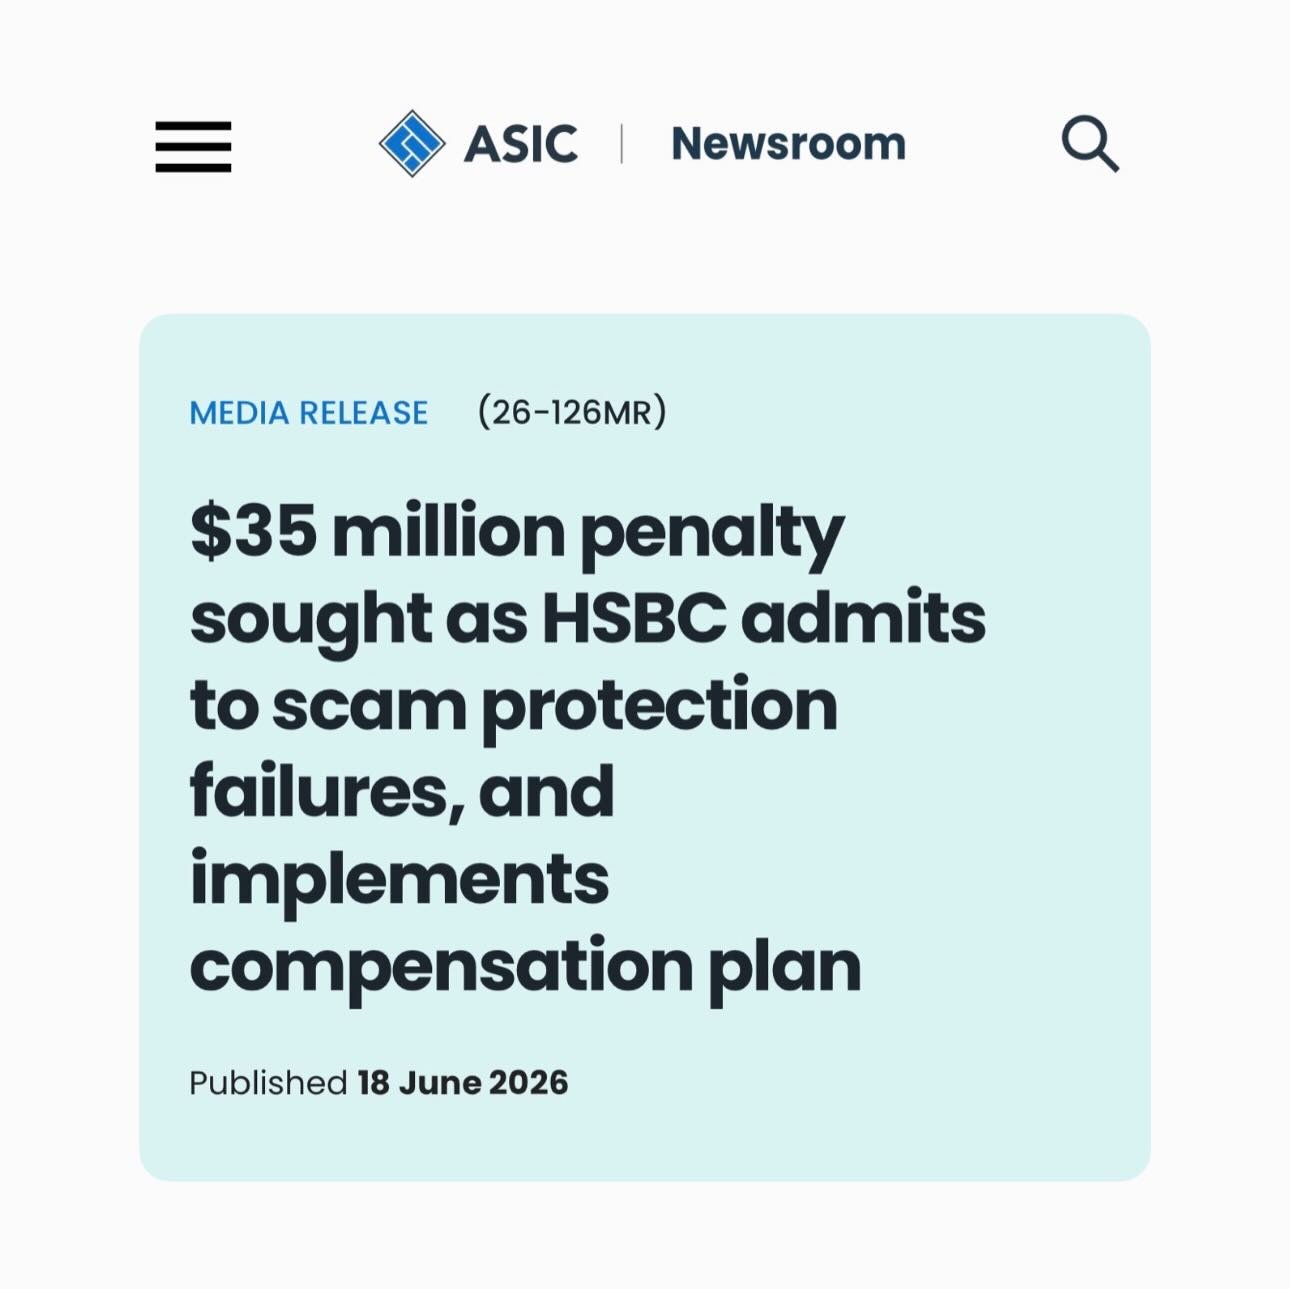 ASIC | Newsroom
MEDIA RELEASE (26-126MR)
$35 million penalty
sought as HSBC admits
to scam protection
failures, and
implements
compensation plan
Published 18 June 2026